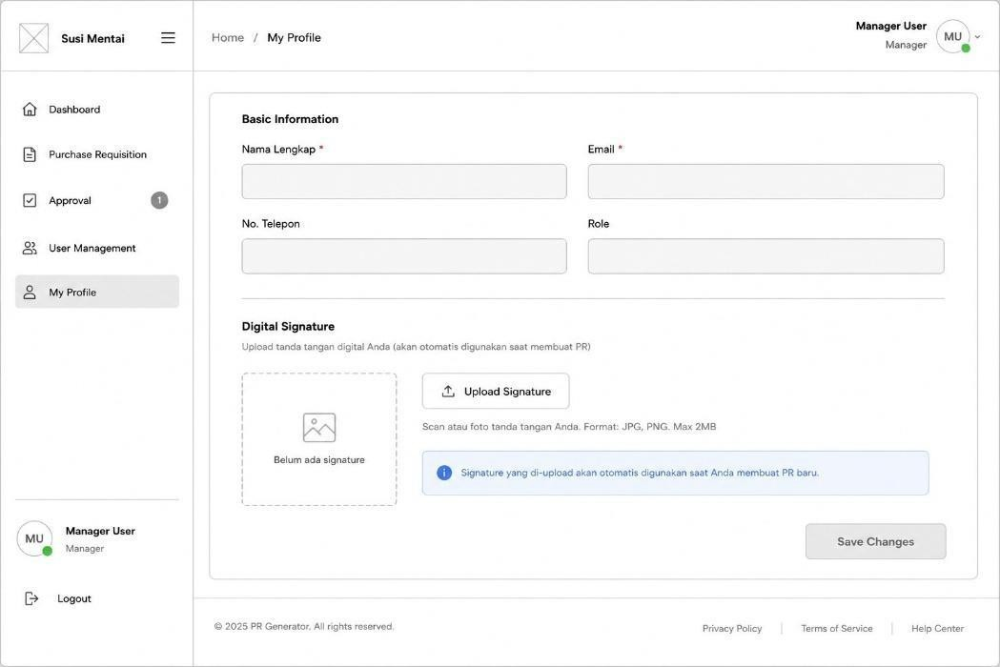 Susi Mentai
Home / My Profile
Manager User
Manager
MU
Dashboard
Purchase Requisition
Approval 1
User Management
My Profile
MU
Manager User
Manager
Logout
Basic Information
Nama Lengkap *
Email *
No. Telepon
Role
Digital Signature
Upload tanda tangan digital Anda (akan otomatis digunakan saat membuat PR)
Belum ada signature
Upload Signature
Scan atau foto tanda tangan Anda. Format: JPG, PNG. Max 2MB
Signature yang di-upload akan otomatis digunakan saat Anda membuat PR baru.
Save Changes
© 2025 PR Generator. All rights reserved.
Privacy Policy | Terms of Service | Help Center